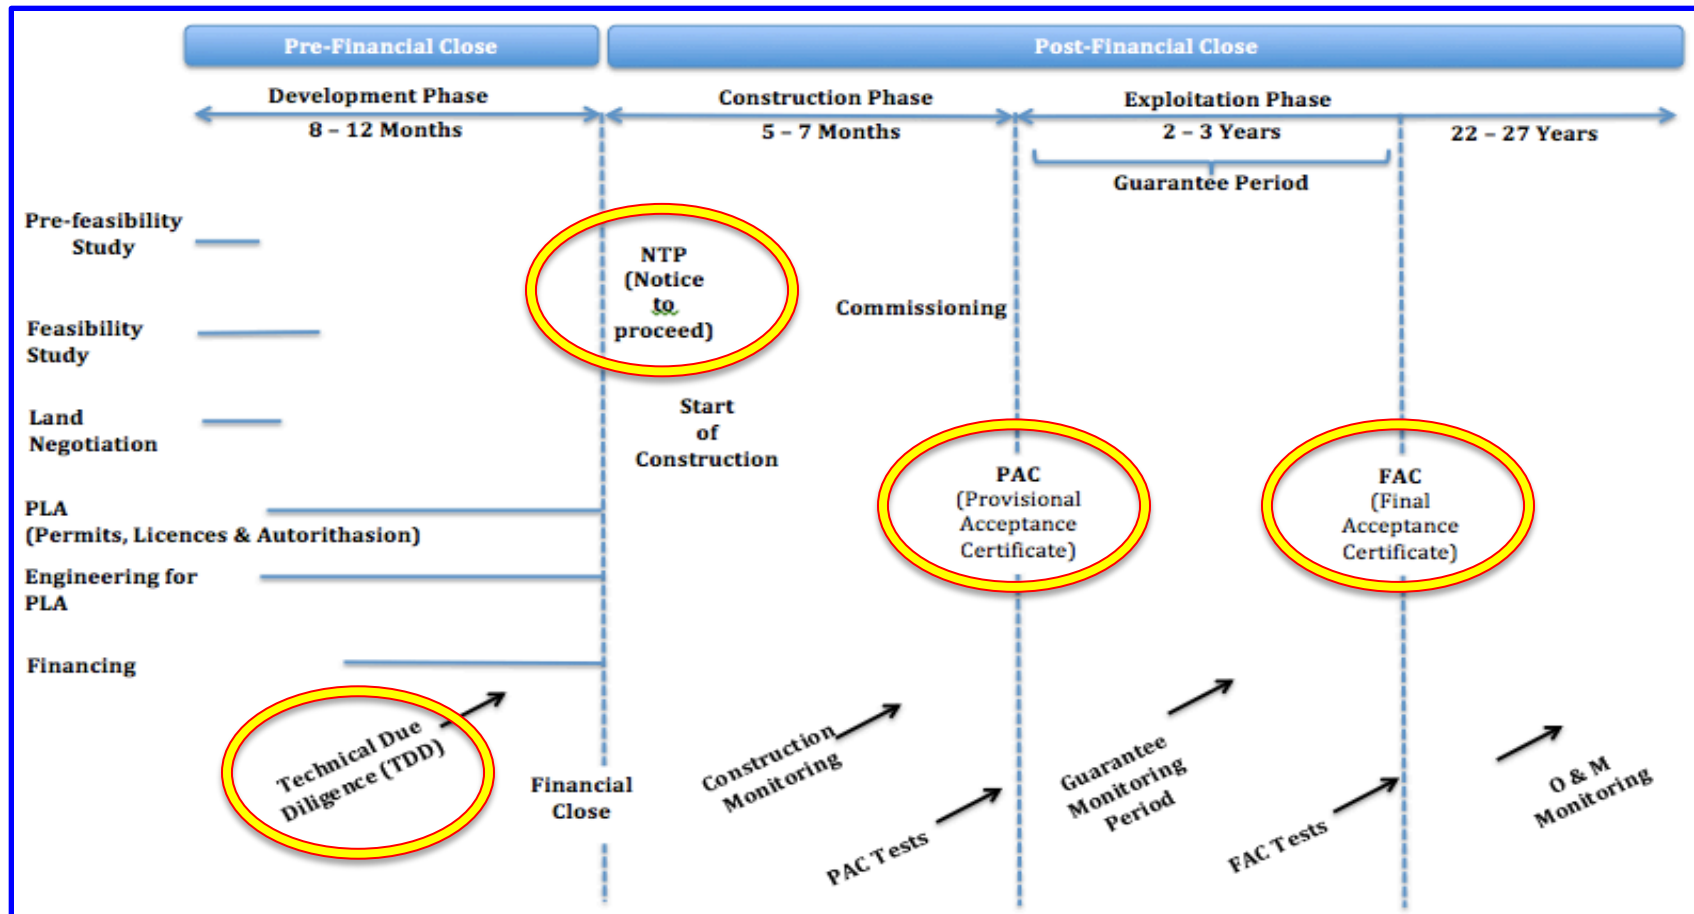 Pre-Financial Close
Post-Financial Close
Development Phase
Construction Phase
Exploitation Phase
8 – 12 Months
5 – 7 Months
2 – 3 Years
22 – 27 Years
Guarantee Period
Pre-feasibility
Study
NTP
(Notice
to
proceed)
Commissioning
Feasibility
Study
Land
Negotiation
Start
of
Construction
PAC
(Provisional
Acceptance
Certificate)
FAC
(Final
Acceptance
Certificate)
PLA
(Permits, Licences & Autorithasion)
Engineering for
PLA
Financing
Technical Due
Diligence (TDD)
Financial
Close
Construction
Monitoring
PAC Tests
Guarantee
Monitoring
Period
FAC Tests
O & M
Monitoring